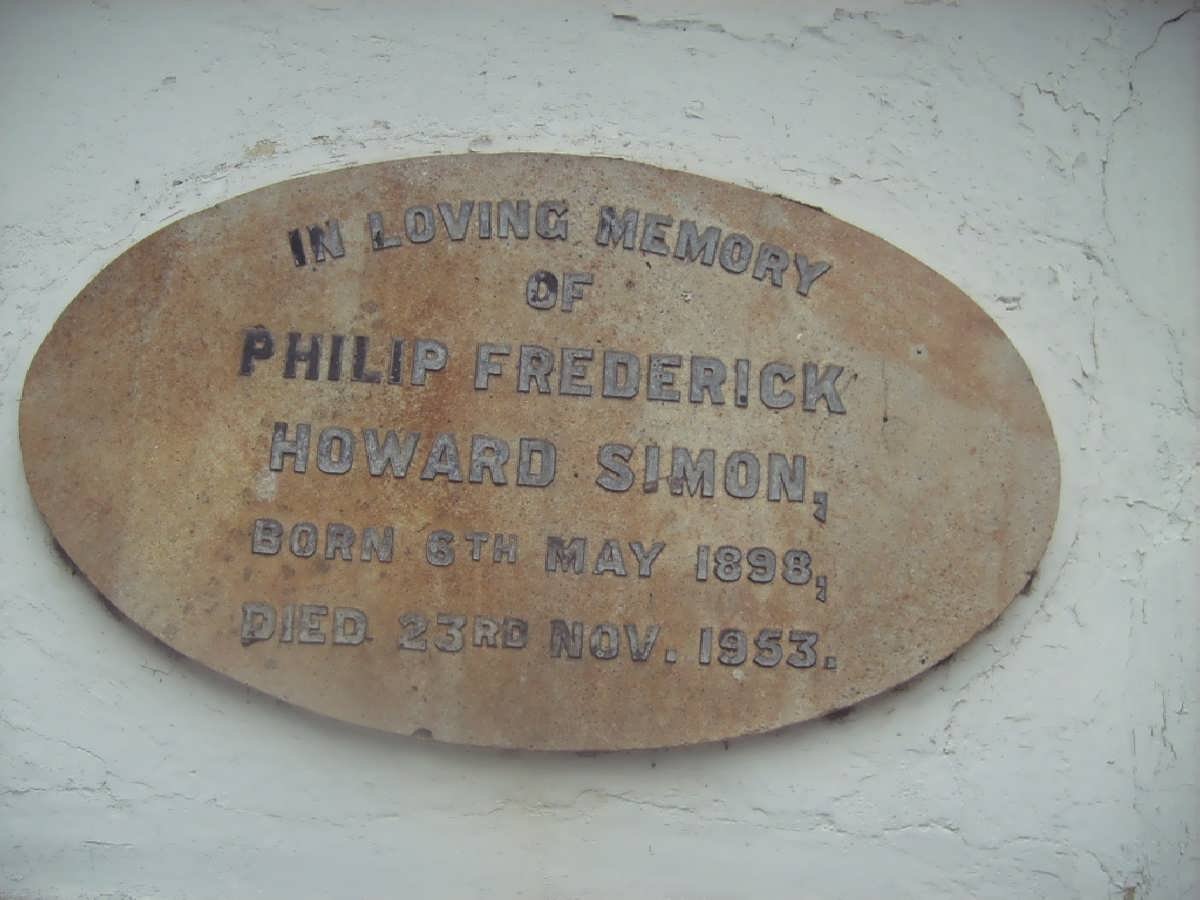 IN LOVING MEMORY
OF
PHILIP FREDERICK
HOWARD SIMON,
BORN 6TH MAY 1898,
DIED 23RD NOV. 1953.